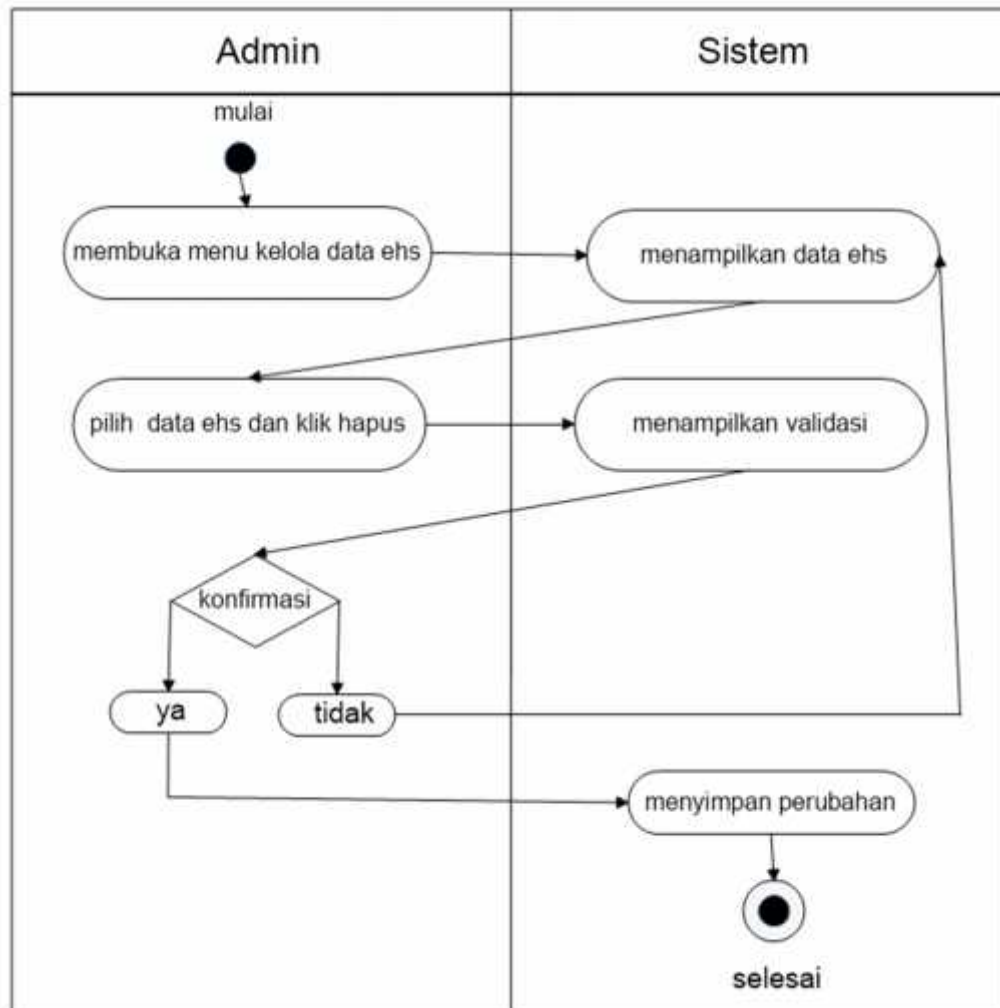 Admin
Sistem
mulai
membuka menu kelola data ehs
menampilkan data ehs
pilih data ehs dan klik hapus
menampilkan validasi
konfirmasi
ya
tidak
menyimpan perubahan
selesai